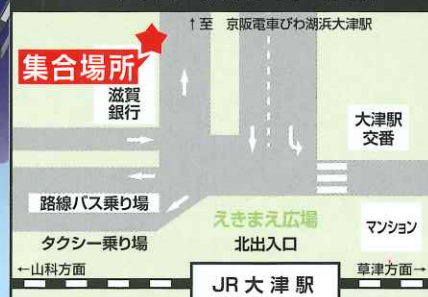 ↑至 京阪電車びわ湖浜大津駅
集合場所
滋賀
銀行
大津駅
交番
路線バス乗り場
えきまえ広場
タクシー乗り場
北出入口
マンション
←山科方面
草津方面→
JR大津駅